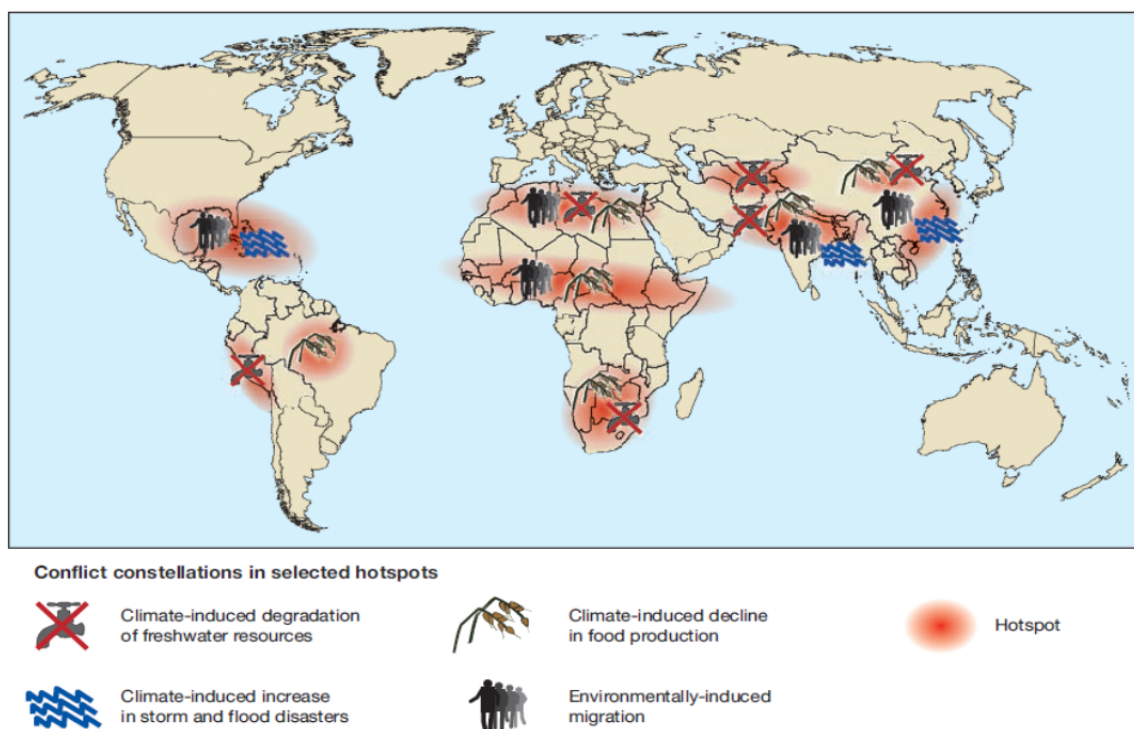 Conflict constellations in selected hotspots
Climate-induced degradation
of freshwater resources
Climate-induced decline
in food production
Hotspot
Climate-induced increase
in storm and flood disasters
Environmentally-induced
migration